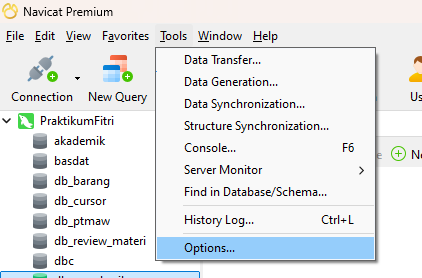 Navicat Premium
File Edit View Favorites Tools Window Help
Connection
New Query
Us
PraktikumFitri
akademik
basdat
db_barang
db_cursor
db_ptmaw
db_review_materi
dbc
Data Transfer...
Data Generation...
Data Synchronization...
Structure Synchronization...
Console... F6
Server Monitor
Find in Database/Schema...
History Log... Ctrl+L
Options...